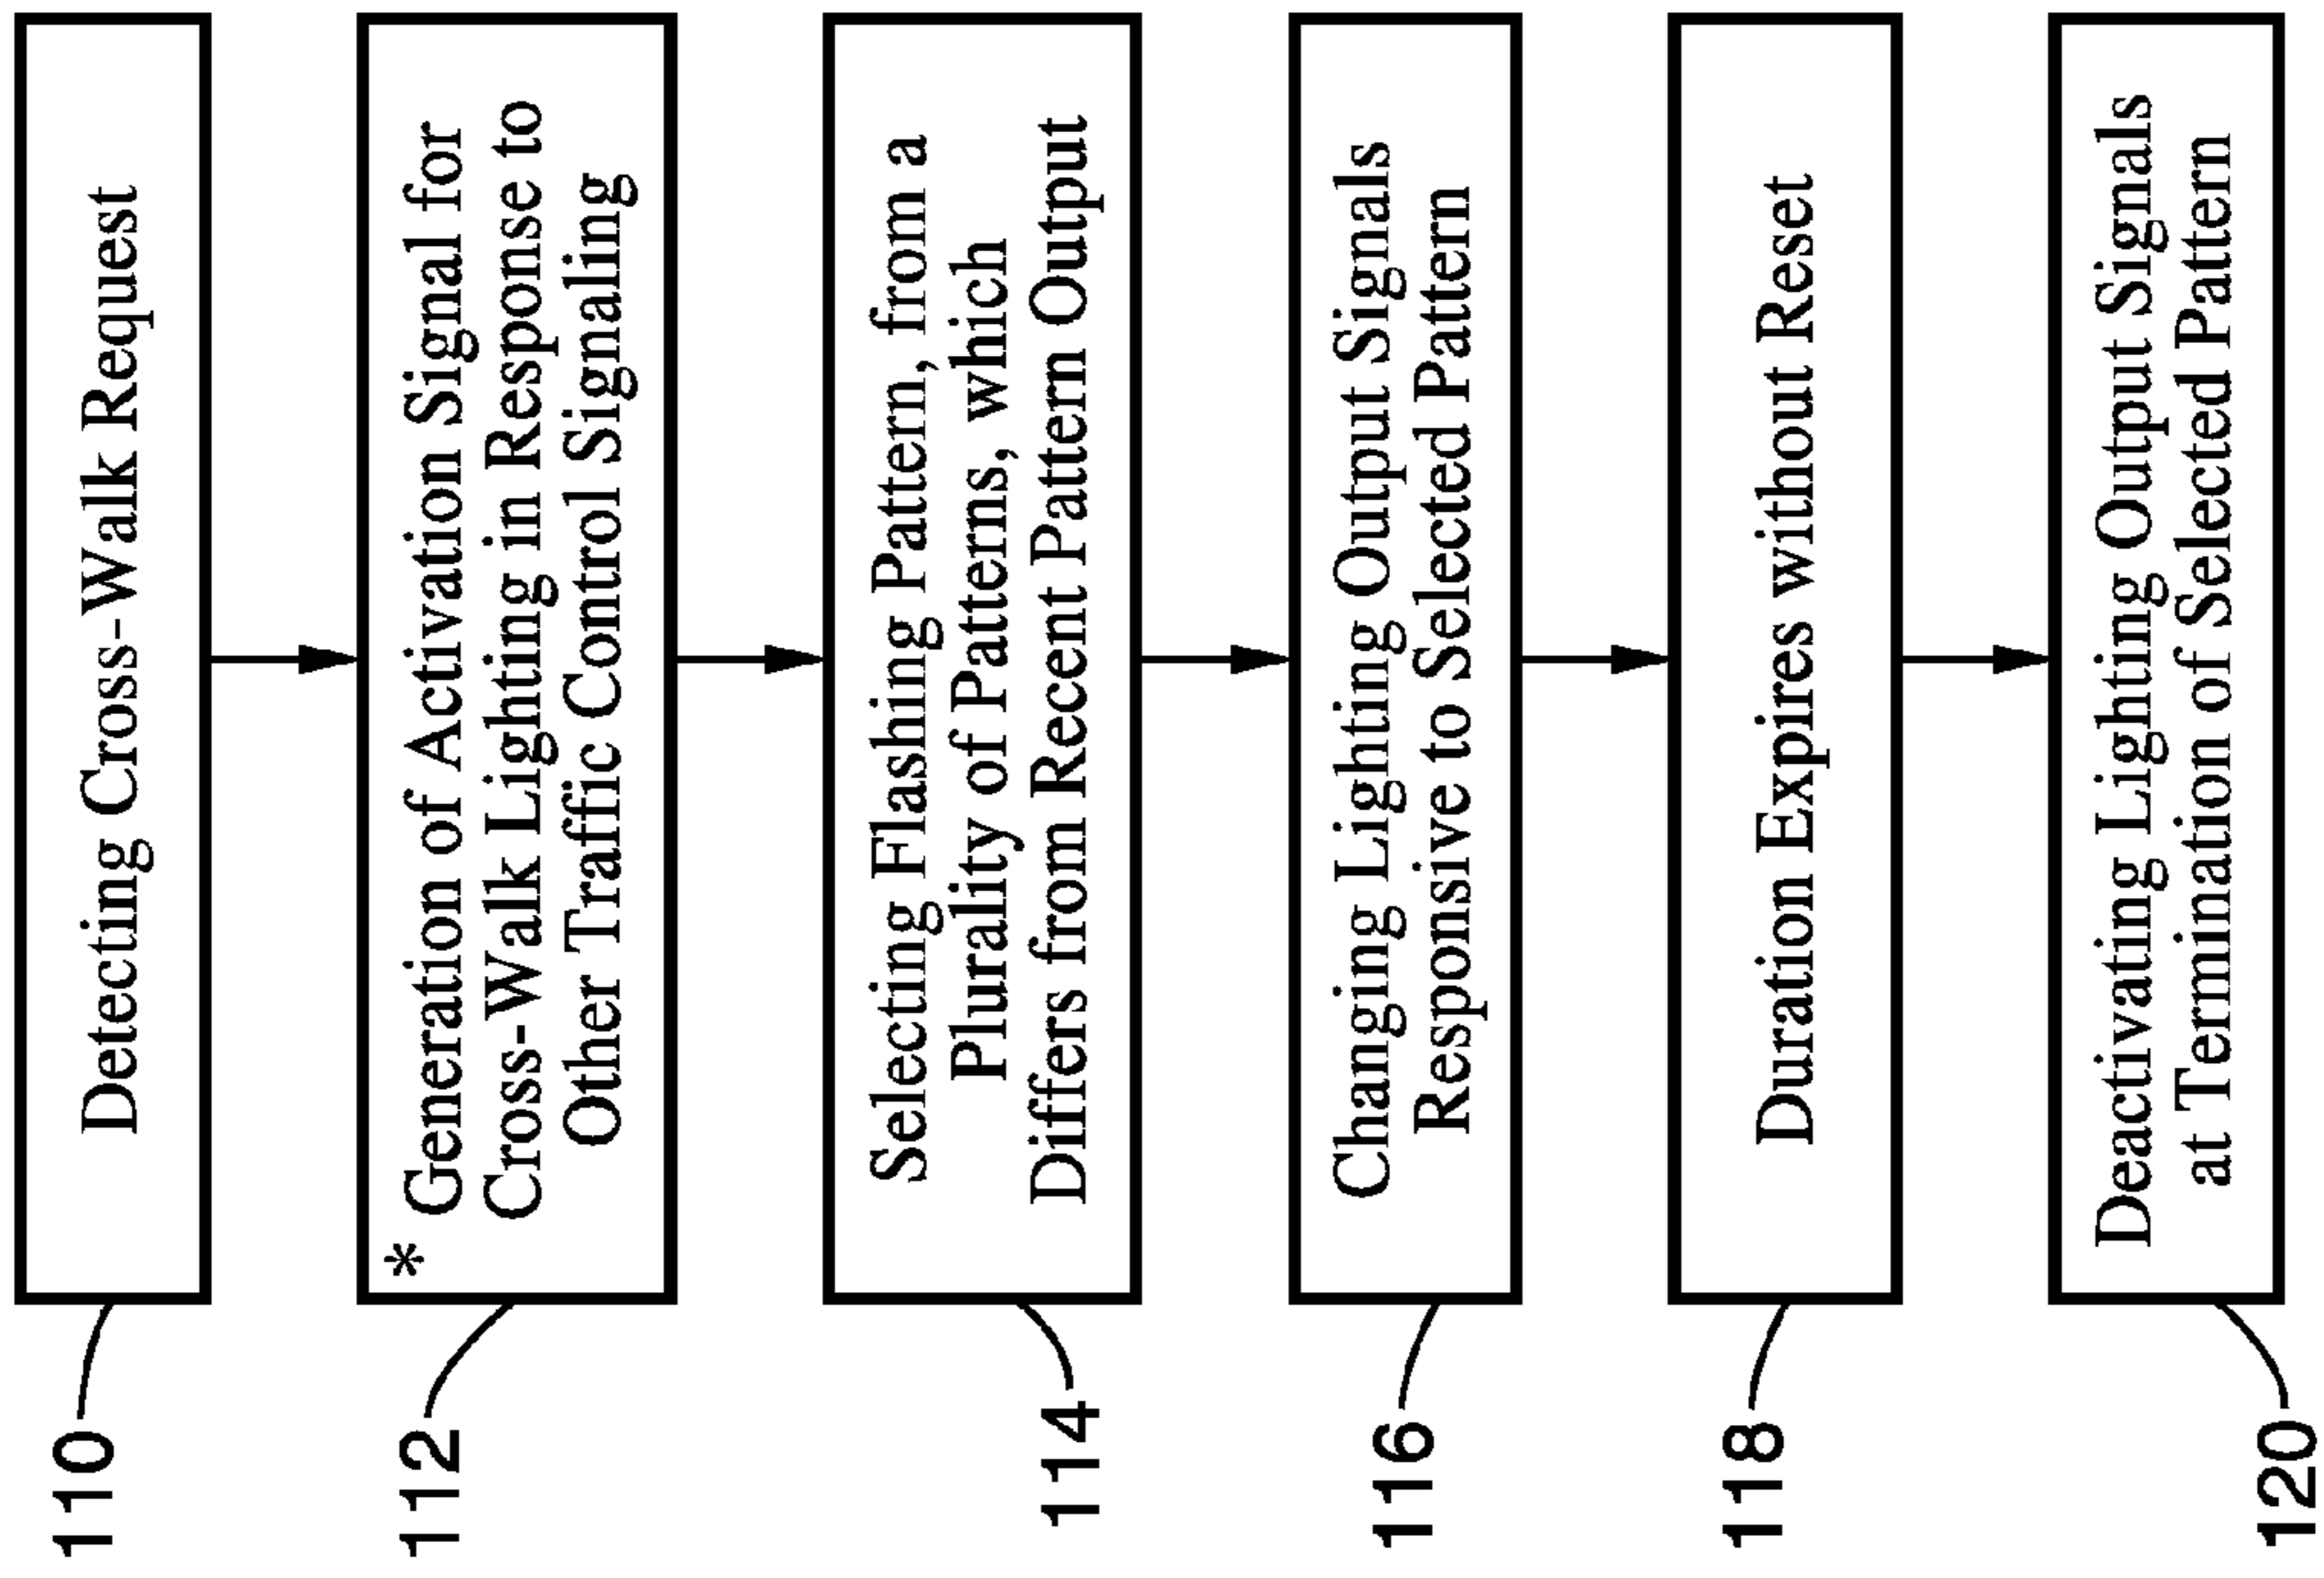 110
Detecting Cross-Walk Request
112
* Generation of Activation Signal for
Cross-Walk Lighting in Response to
Other Traffic Control Signaling
114
Selecting Flashing Pattern, from a
Plurality of Patterns, which
Differs from Recent Pattern Output
116
Changing Lighting Output Signals
Responsive to Selected Pattern
118
Duration Expires without Reset
120
Deactivating Lighting Output Signals
at Termination of Selected Pattern